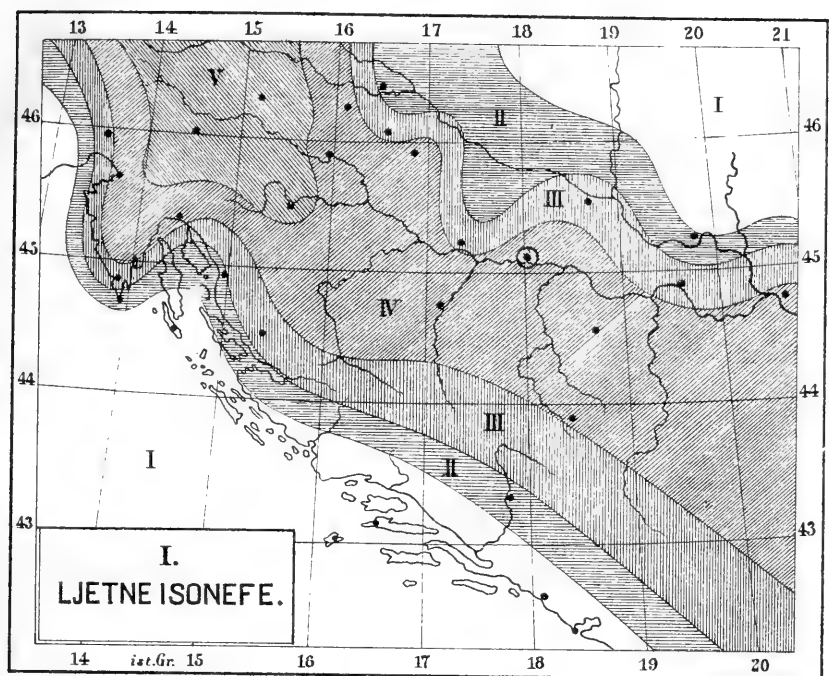 13 14 15 16 17 18 19 20 21
V
I
II
46 46
III
45 45
IV
44 44
III
I
II
43 43
I.
LJETNE ISONEFE.
14 ist.Gr. 15 16 17 18 19 20